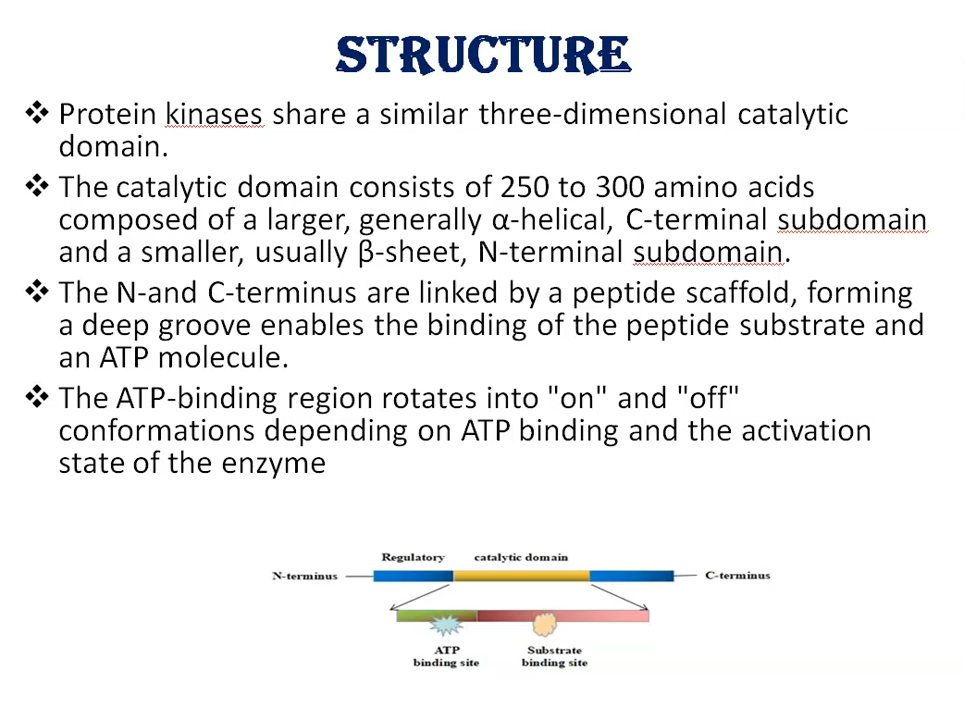 STRUCTURE
❖ Protein kinases share a similar three-dimensional catalytic
domain.
❖ The catalytic domain consists of 250 to 300 amino acids
composed of a larger, generally α-helical, C-terminal subdomain
and a smaller, usually β-sheet, N-terminal subdomain.
❖ The N-and C-terminus are linked by a peptide scaffold, forming
a deep groove enables the binding of the peptide substrate and
an ATP molecule.
❖ The ATP-binding region rotates into "on" and "off"
conformations depending on ATP binding and the activation
state of the enzyme
Regulatory catalytic domain
N-terminus C-terminus
ATP Substrate
binding site binding site